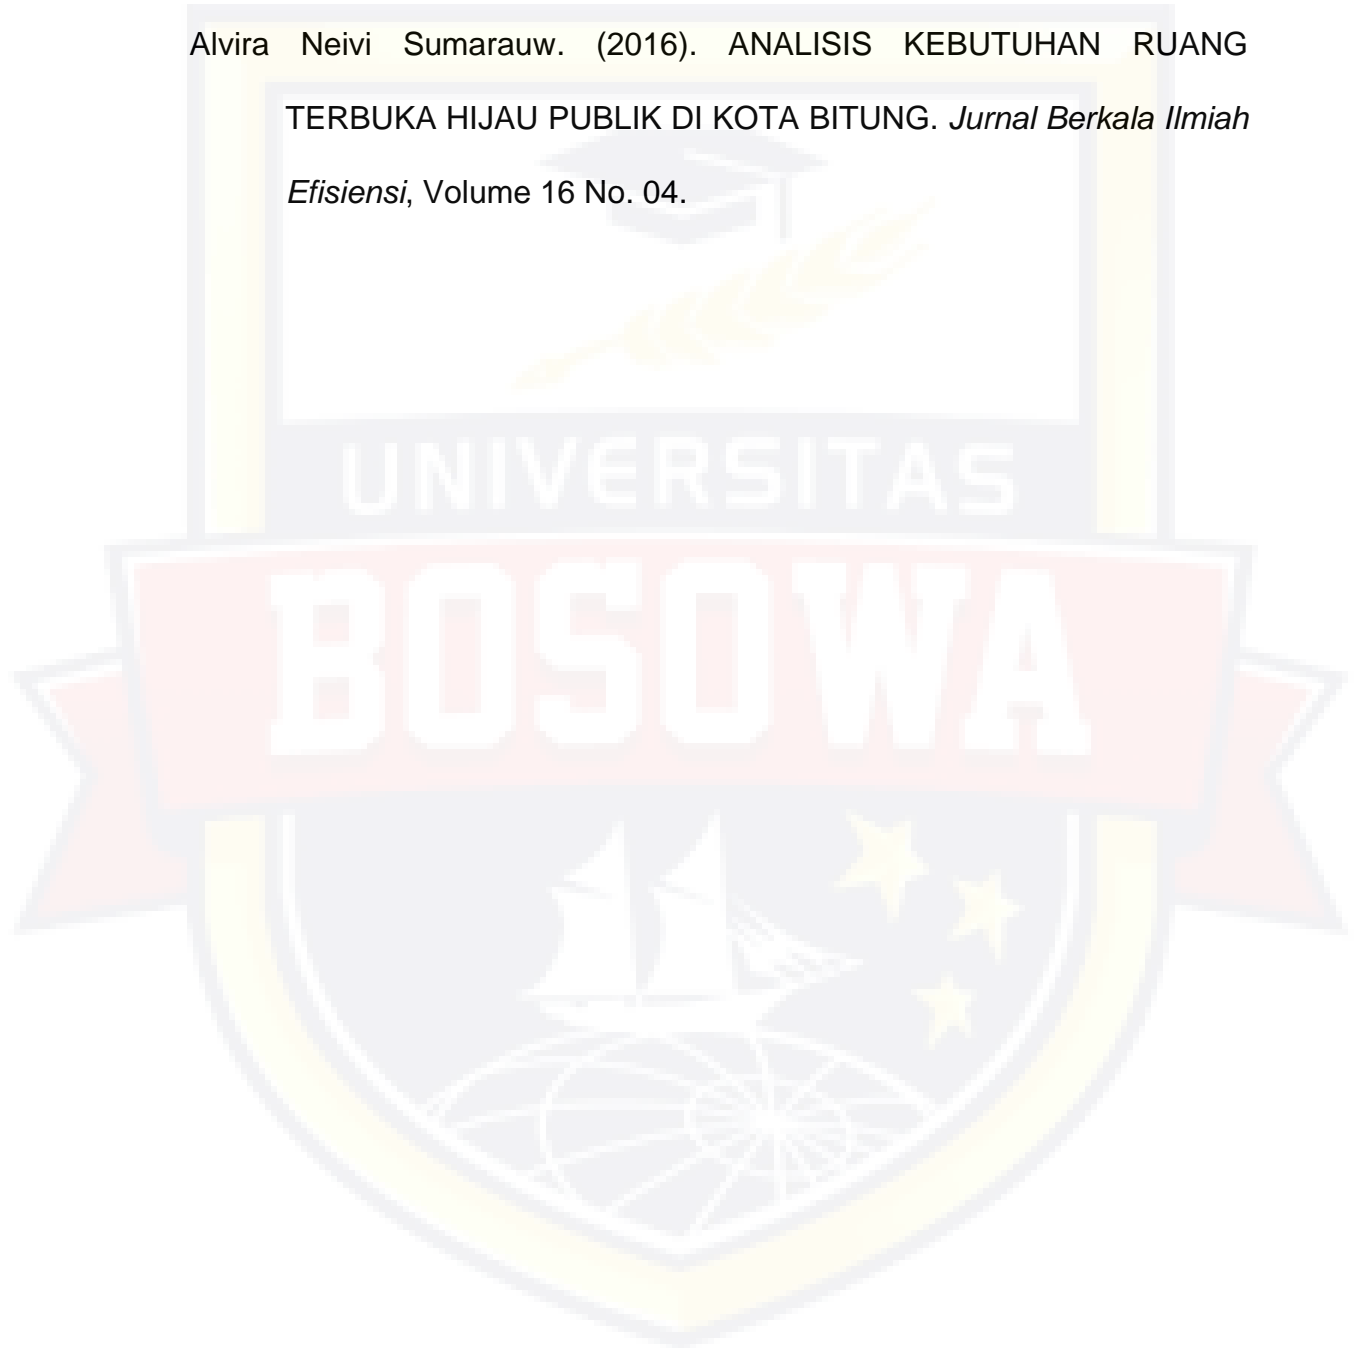 Alvira Neivi Sumarauw. (2016). ANALISIS KEBUTUHAN RUANG
TERBUKA HIJAU PUBLIK DI KOTA BITUNG. Jurnal Berkala Ilmiah
Efisiensi, Volume 16 No. 04.
UNIVERSITAS
BOSOWA